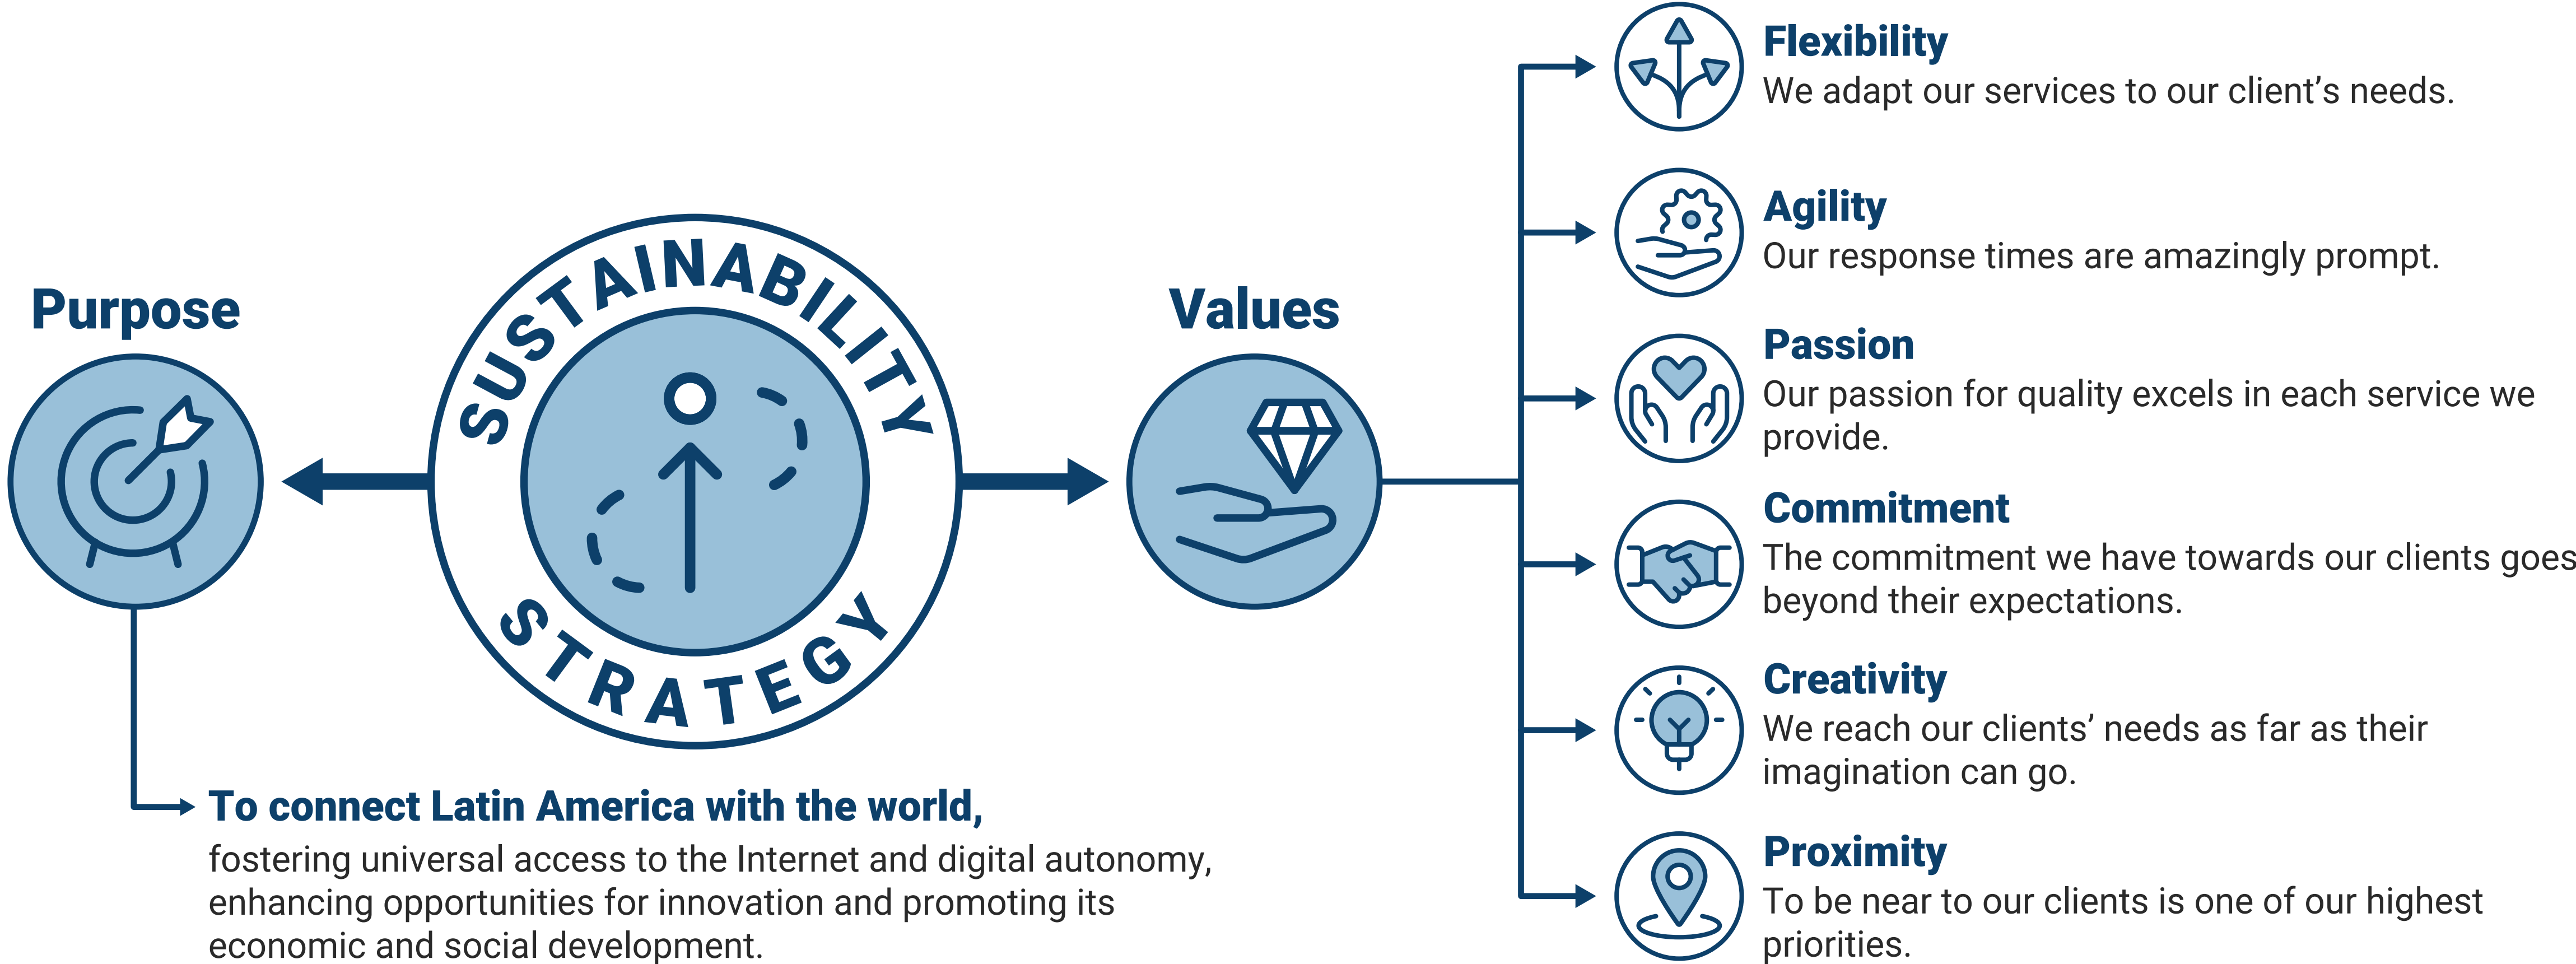 Purpose
SUSTAINABILITY
STRATEGY
To connect Latin America with the world,
fostering universal access to the Internet and digital autonomy,
enhancing opportunities for innovation and promoting its
economic and social development.
Values
Flexibility
We adapt our services to our client’s needs.
Agility
Our response times are amazingly prompt.
Passion
Our passion for quality excels in each service we
provide.
Commitment
The commitment we have towards our clients goes
beyond their expectations.
Creativity
We reach our clients’ needs as far as their
imagination can go.
Proximity
To be near to our clients is one of our highest
priorities.